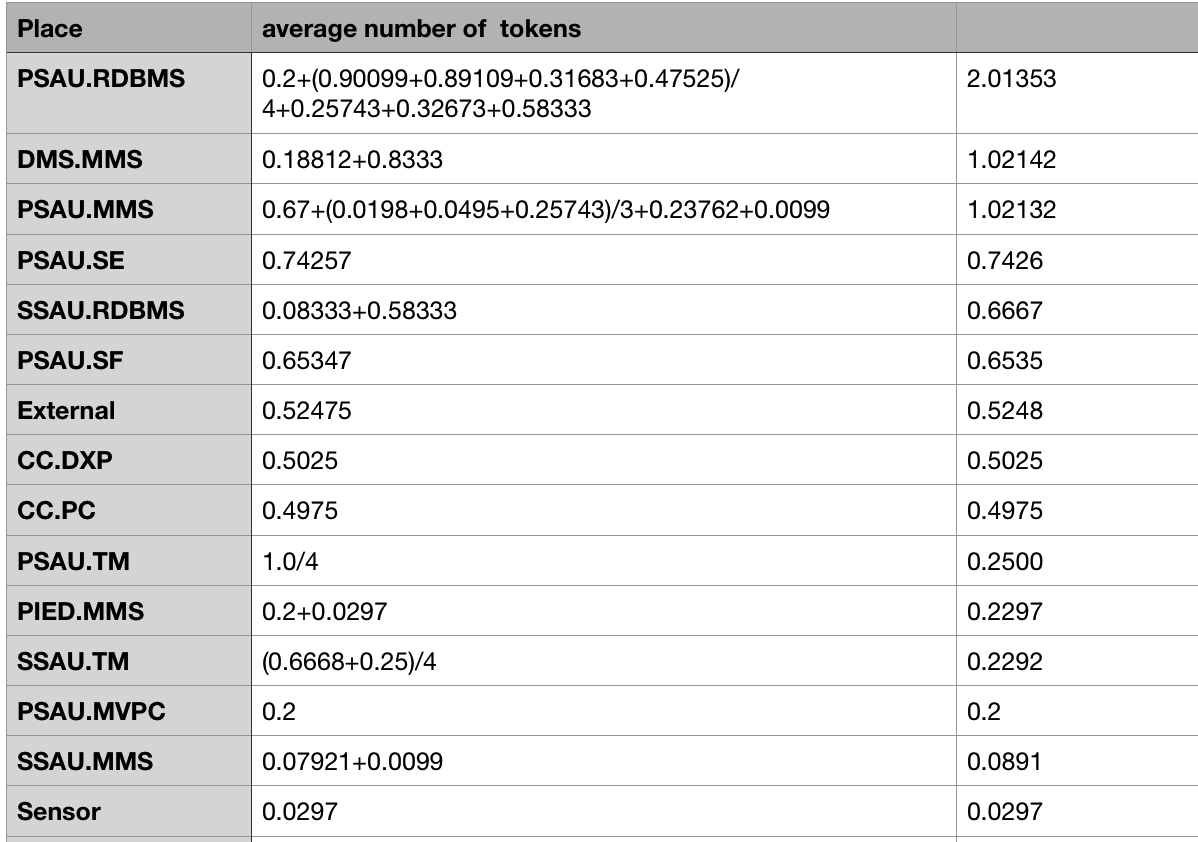 Place average number of tokens
PSAU.RDBMS 0.2+(0.90099+0.89109+0.31683+0.47525)/ 2.01353
4+0.25743+0.32673+0.58333
DMS.MMS 0.18812+0.8333 1.02142
PSAU.MMS 0.67+(0.0198+0.0495+0.25743)/3+0.23762+0.0099 1.02132
PSAU.SE 0.74257 0.7426
SSAU.RDBMS 0.08333+0.58333 0.6667
PSAU.SF 0.65347 0.6535
External 0.52475 0.5248
CC.DXP 0.5025 0.5025
CC.PC 0.4975 0.4975
PSAU.TM 1.0/4 0.2500
PIED.MMS 0.2+0.0297 0.2297
SSAU.TM (0.6668+0.25)/4 0.2292
PSAU.MVPC 0.2 0.2
SSAU.MMS 0.07921+0.0099 0.0891
Sensor 0.0297 0.0297